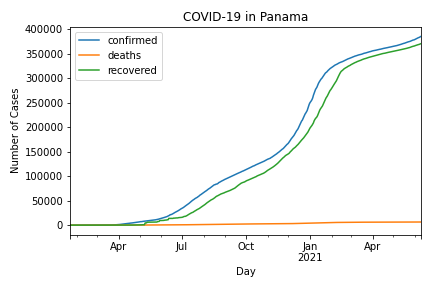 COVID-19 in Panama
confirmed
deaths
recovered
Number of Cases
400000
350000
300000
250000
200000
150000
100000
50000
0
Apr
Jul
Oct
Jan
2021
Apr
Day